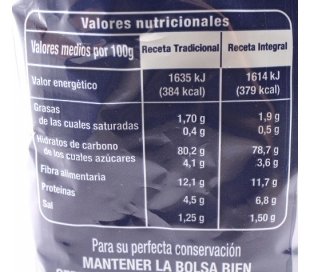 Valores nutricionales
Valores medios por 100g Receta Tradicional Receta Integral
Valor energético 1635 kJ 1614 kJ
(384 kcal) (379 kcal)
Grasas 1,70 g 1,9 g
de las cuales saturadas 0,4 g 0,5 g
Hidratos de carbono 80,2 g 78,7 g
de los cuales azúcares 4,1 g 3,6 g
Fibra alimentaria 12,1 g 11,7 g
Proteínas 4,5 g 6,8 g
Sal 1,25 g 1,50 g
Para su perfecta conservación
MANTENER LA BOLSA BIEN